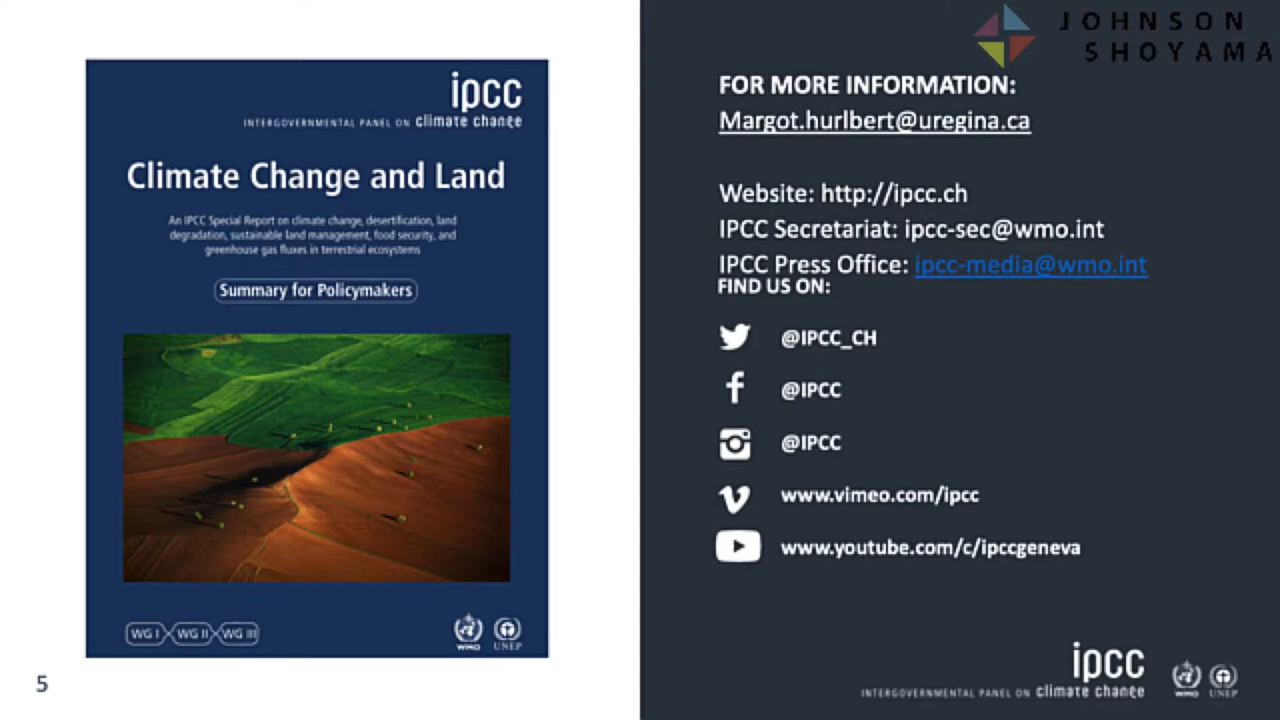 ipcc
INTERGOVERNMENTAL PANEL ON climate change
Climate Change and Land
An IPCC Special Report on climate change, desertification, land
degradation, sustainable land management, food security, and
greenhouse gas fluxes in terrestrial ecosystems
Summary for Policymakers
WG I WG II WG III
WMO UNEP
5
JOHNSON
SHOYAMA
FOR MORE INFORMATION:
Margot.hurlbert@uregina.ca
Website: http://ipcc.ch
IPCC Secretariat: ipcc-sec@wmo.int
IPCC Press Office: ipcc-media@wmo.int
FIND US ON:
@IPCC_CH
@IPCC
@IPCC
www.vimeo.com/ipcc
www.youtube.com/c/ipccgeneva
ipcc
INTERGOVERNMENTAL PANEL ON climate change
WMO UNEP